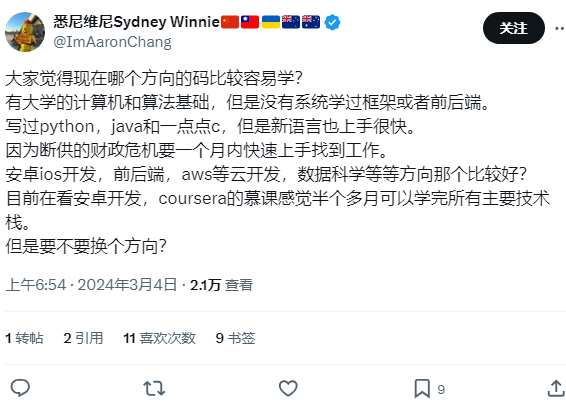 悉尼维尼Sydney Winnie🇨🇳🇹🇼🇺🇦🇦🇺🇳🇿
@ImAaronChang
关注
大家觉得现在哪个方向的码比较容易学？
有大学的计算机和算法基础，但是没有系统学过框架或者前后端。
写过python，java和一点点c，但是新语言也上手很快。
因为断供的财政危机要一个月内快速上手找到工作。
安卓ios开发，前后端，aws等云开发，数据科学等等方向那个比较好？
目前在看安卓开发，coursera的慕课感觉半个多月可以学完所有主要技术
栈。
但是要不要换个方向？
上午6:54 · 2024年3月4日 · 2.1万 查看
1 转帖 2 引用 11 喜欢次数 9 书签
9